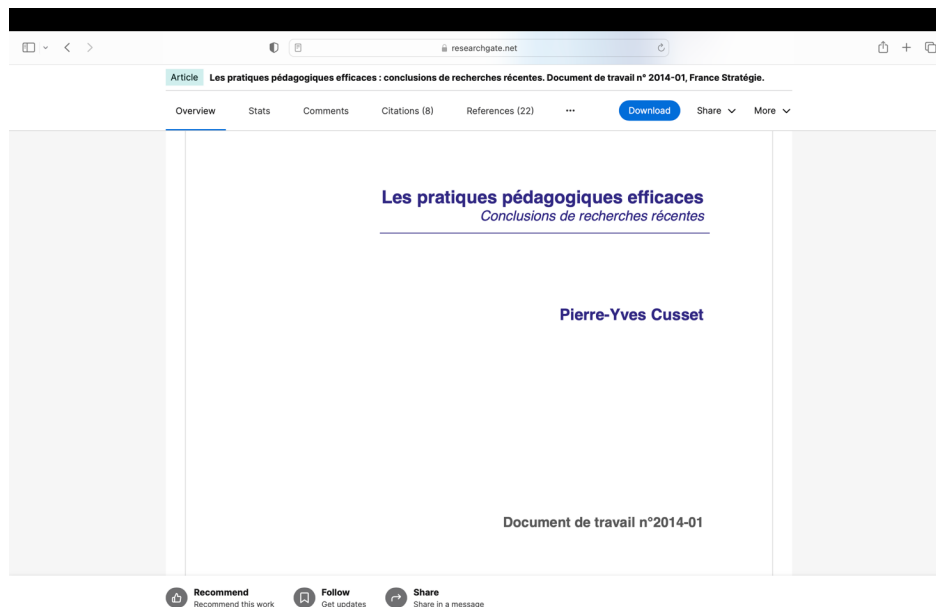 researchgate.net
Article Les pratiques pédagogiques efficaces : conclusions de recherches récentes. Document de travail n° 2014-01, France Stratégie.
Overview Stats Comments Citations (8) References (22) ··· Download Share More
Les pratiques pédagogiques efficaces
Conclusions de recherches récentes
Pierre-Yves Cusset
Document de travail n°2014-01
Recommend Follow Share
Recommend this work Get updates Share in a message